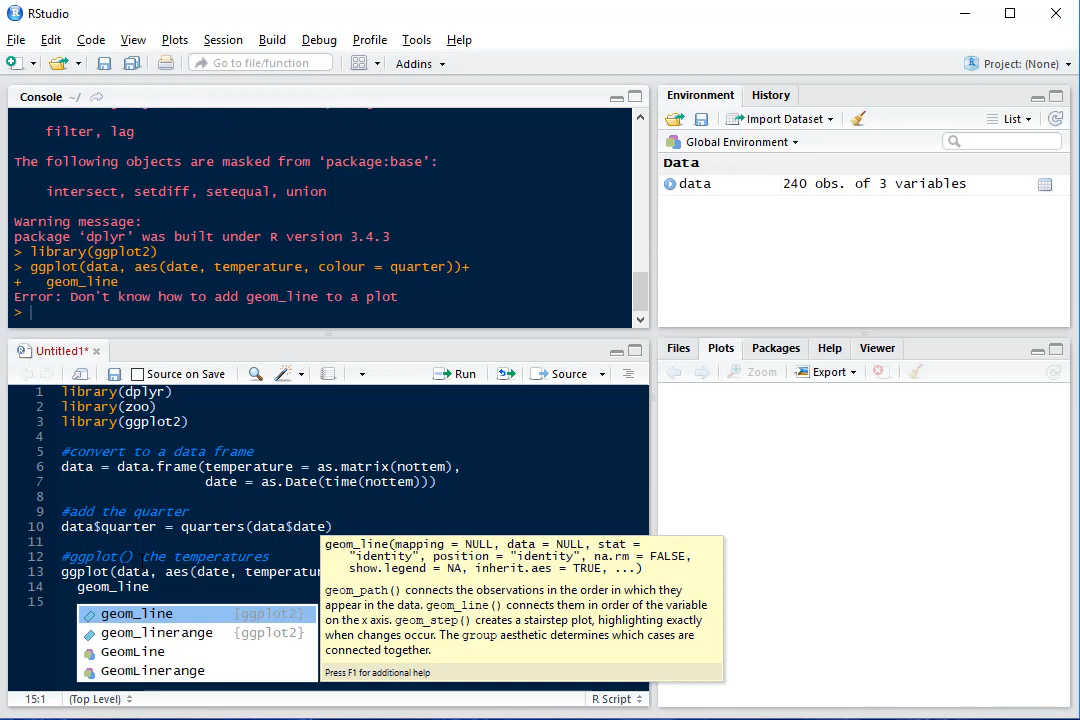 RStudio
File Edit Code View Plots Session Build Debug Profile Tools Help
Go to file/function Addins Project: (None)
Console ~/
filter, lag
The following objects are masked from ‘package:base’:
intersect, setdiff, setequal, union
Warning message:
package ‘dplyr’ was built under R version 3.4.3
> library(ggplot2)
> ggplot(data, aes(date, temperature, colour = quarter))+
+ geom_line
Error: Don't know how to add geom_line to a plot
>
Environment History
Import Dataset List
Global Environment
Data
data 240 obs. of 3 variables
Untitled1*
Source on Save Run Source
1 library(dplyr)
2 library(zoo)
3 library(ggplot2)
4
5 #convert to a data frame
6 data = data.frame(temperature = as.matrix(nottem),
7 date = as.Date(time(nottem)))
8
9 #add the quarter
10 data$quarter = quarters(data$date)
11
12 #ggplot() the temperatures
13 ggplot(data, aes(date, temperatur
14 geom_line
15
geom_line {ggplot2}
geom_linerange {ggplot2}
GeomLine
GeomLinerange
geom_line(mapping = NULL, data = NULL, stat =
"identity", position = "identity", na.rm = FALSE,
show.legend = NA, inherit.aes = TRUE, ...)
geom_path() connects the observations in the order in which they
appear in the data. geom_line() connects them in order of the variable
on the x axis. geom_step() creates a stairstep plot, highlighting exactly
when changes occur. The group aesthetic determines which cases are
connected together.
Press F1 for additional help
15:1 (Top Level) R Script
Files Plots Packages Help Viewer
Zoom Export